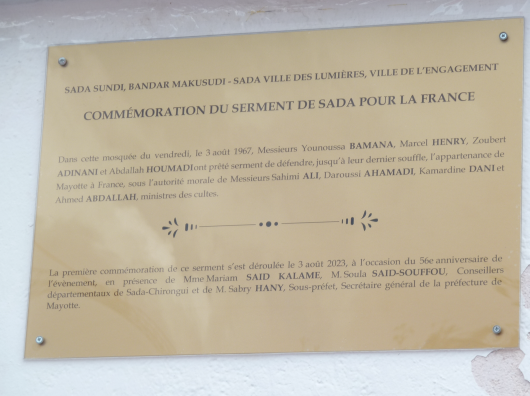 SADA SUNDI, BANDAR MAKUSUDI – SADA VILLE DES LUMIÈRES, VILLE DE L'ENGAGEMENT
COMMÉMORATION DU SERMENT DE SADA POUR LA FRANCE
Dans cette mosquée du vendredi, le 3 août 1967, Messieurs Younoussa BAMANA, Marcel HENRY, Zoubert
ADINANI et Abdallah HOUMADI ont prêté serment de défendre, jusqu'à leur dernier souffle, l'appartenance de
Mayotte à France, sous l'autorité morale de Messieurs Sahimi ALI, Daroussi AHAMADI, Kamardine DANI et
Ahmed ABDALLAH, ministres des cultes.
La première commémoration de ce serment s'est déroulée le 3 août 2023, à l'occasion du 56e anniversaire de
l'évènement, en présence de Mme.Mariam SAID KALAME, M. Soula SAID-SOUFFOU, Conseillers
départementaux de Sada-Chirongui et de M. Sabry HANY, Sous-préfet, Secrétaire général de la préfecture de
Mayotte.